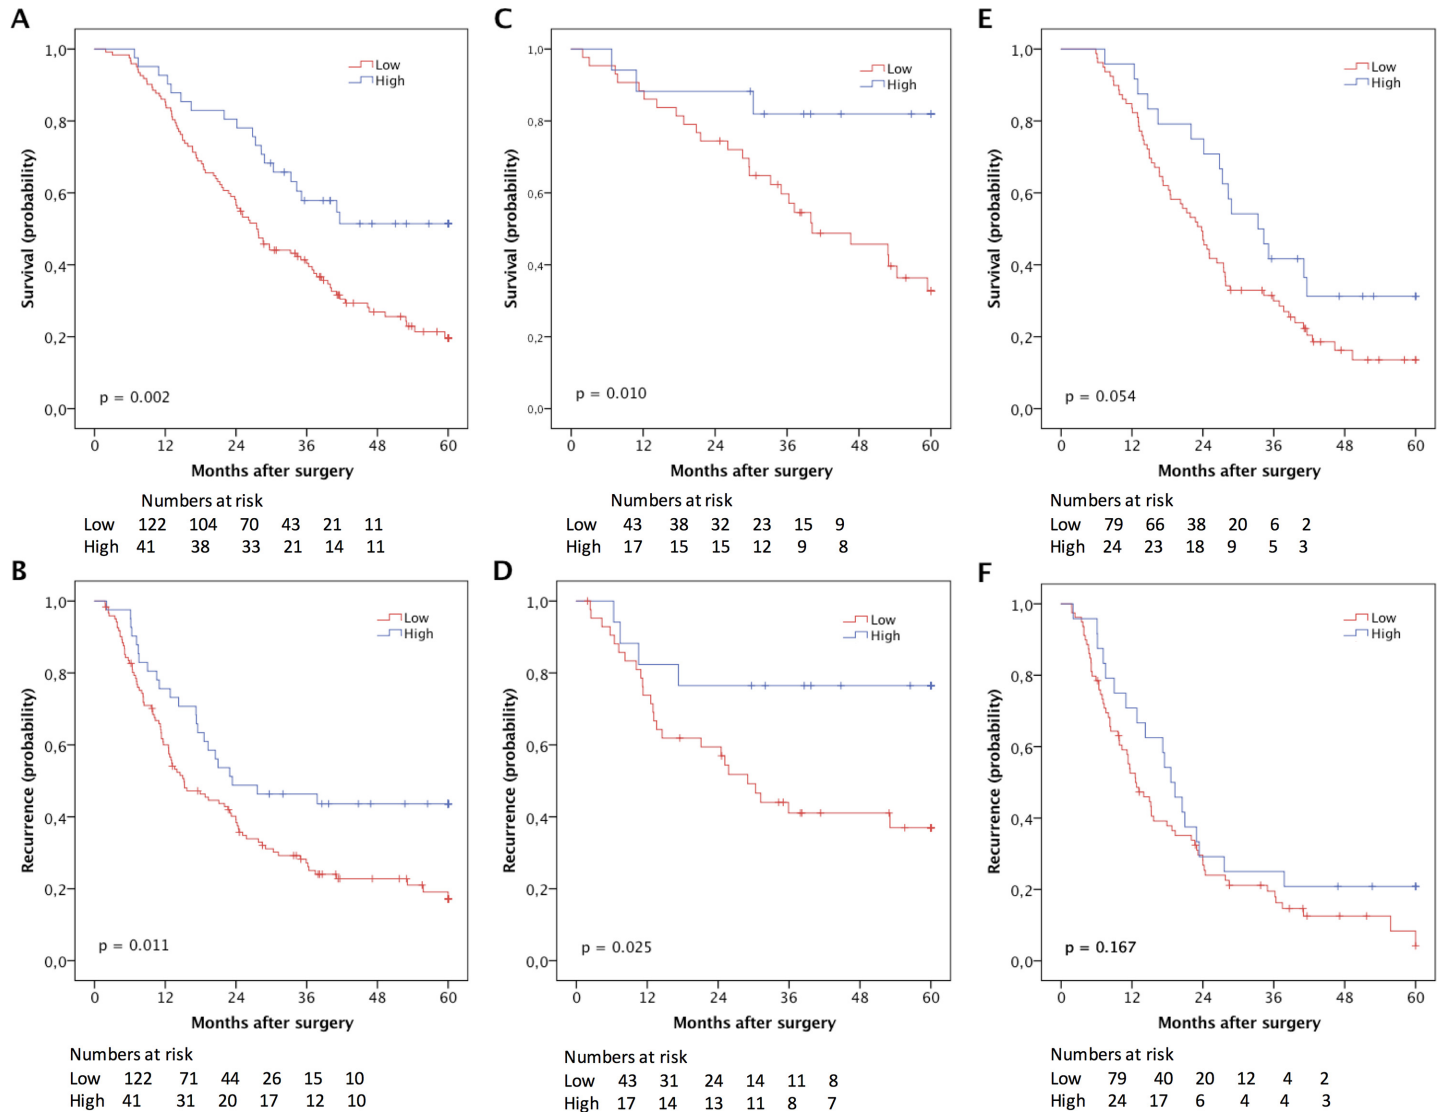 A
1,0
0,8
0,6
0,4
0,2
0,0
Survival (probability)
Low
High
p = 0.002
0 12 24 36 48 60
Months after surgery
Numbers at risk
Low 122 104 70 43 21 11
High 41 38 33 21 14 11
C
1,0
0,8
0,6
0,4
0,2
0,0
Survival (probability)
Low
High
p = 0.010
0 12 24 36 48 60
Months after surgery
Numbers at risk
Low 43 38 32 23 15 9
High 17 15 15 12 9 8
E
1,0
0,8
0,6
0,4
0,2
0,0
Survival (probability)
Low
High
p = 0.054
0 12 24 36 48 60
Months after surgery
Numbers at risk
Low 79 66 38 20 6 2
High 24 23 18 9 5 3
B
1,0
0,8
0,6
0,4
0,2
0,0
Recurrence (probability)
Low
High
p = 0.011
0 12 24 36 48 60
Months after surgery
Numbers at risk
Low 122 71 44 26 15 10
High 41 31 20 17 12 10
D
1,0
0,8
0,6
0,4
0,2
0,0
Recurrence (probability)
Low
High
p = 0.025
0 12 24 36 48 60
Months after surgery
Numbers at risk
Low 43 31 24 14 11 8
High 17 14 13 11 8 7
F
1,0
0,8
0,6
0,4
0,2
0,0
Recurrence (probability)
Low
High
p = 0.167
0 12 24 36 48 60
Months after surgery
Numbers at risk
Low 79 40 20 12 4 2
High 24 17 6 4 4 3